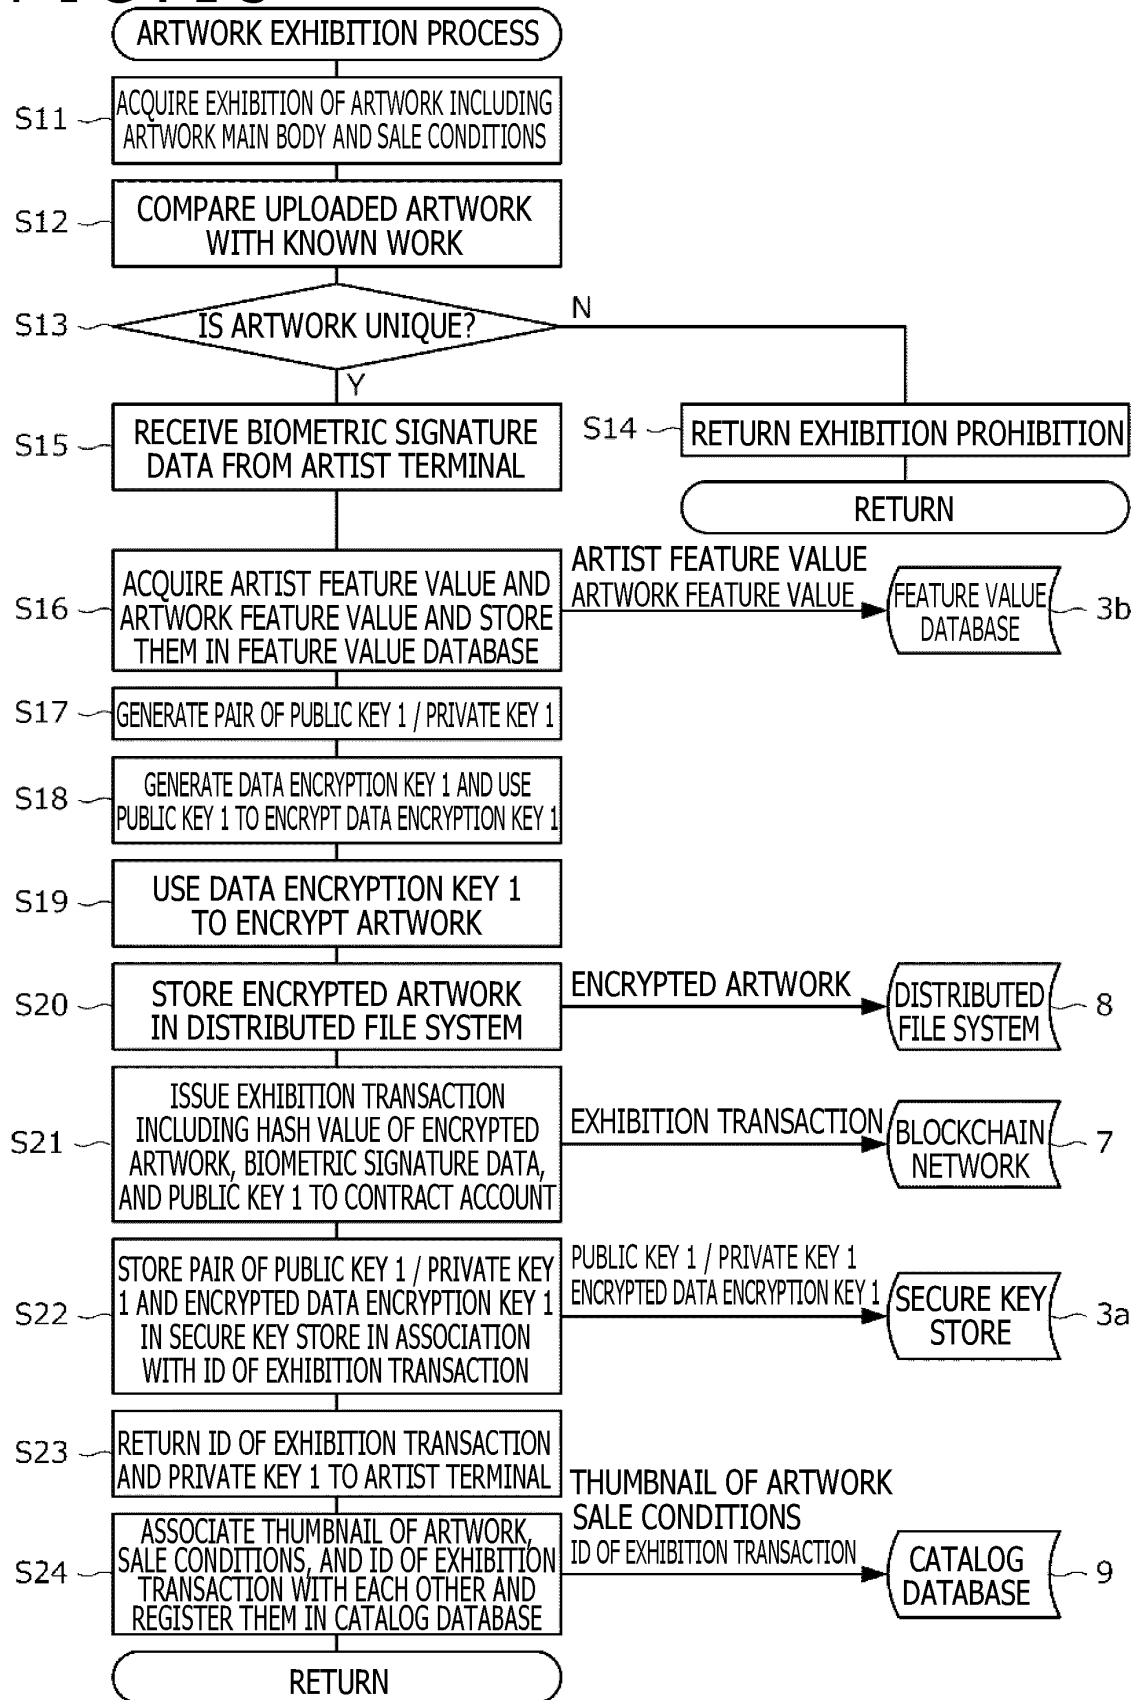 ARTWORK EXHIBITION PROCESS
S11
ACQUIRE EXHIBITION OF ARTWORK INCLUDING
ARTWORK MAIN BODY AND SALE CONDITIONS
S12
COMPARE UPLOADED ARTWORK
WITH KNOWN WORK
S13
IS ARTWORK UNIQUE?
N
Y
S15
RECEIVE BIOMETRIC SIGNATURE
DATA FROM ARTIST TERMINAL
S14
RETURN EXHIBITION PROHIBITION
RETURN
S16
ACQUIRE ARTIST FEATURE VALUE AND
ARTWORK FEATURE VALUE AND STORE
THEM IN FEATURE VALUE DATABASE
ARTIST FEATURE VALUE
ARTWORK FEATURE VALUE
FEATURE VALUE
DATABASE
3b
S17
GENERATE PAIR OF PUBLIC KEY 1 / PRIVATE KEY 1
S18
GENERATE DATA ENCRYPTION KEY 1 AND USE
PUBLIC KEY 1 TO ENCRYPT DATA ENCRYPTION KEY 1
S19
USE DATA ENCRYPTION KEY 1
TO ENCRYPT ARTWORK
S20
STORE ENCRYPTED ARTWORK
IN DISTRIBUTED FILE SYSTEM
ENCRYPTED ARTWORK
DISTRIBUTED
FILE SYSTEM
8
S21
ISSUE EXHIBITION TRANSACTION
INCLUDING HASH VALUE OF ENCRYPTED
ARTWORK, BIOMETRIC SIGNATURE DATA,
AND PUBLIC KEY 1 TO CONTRACT ACCOUNT
EXHIBITION TRANSACTION
BLOCKCHAIN
NETWORK
7
S22
STORE PAIR OF PUBLIC KEY 1 / PRIVATE KEY
1 AND ENCRYPTED DATA ENCRYPTION KEY 1
IN SECURE KEY STORE IN ASSOCIATION
WITH ID OF EXHIBITION TRANSACTION
PUBLIC KEY 1 / PRIVATE KEY 1
ENCRYPTED DATA ENCRYPTION KEY 1
SECURE KEY
STORE
3a
S23
RETURN ID OF EXHIBITION TRANSACTION
AND PRIVATE KEY 1 TO ARTIST TERMINAL
S24
ASSOCIATE THUMBNAIL OF ARTWORK,
SALE CONDITIONS, AND ID OF EXHIBITION
TRANSACTION WITH EACH OTHER AND
REGISTER THEM IN CATALOG DATABASE
THUMBNAIL OF ARTWORK
SALE CONDITIONS
ID OF EXHIBITION TRANSACTION
CATALOG
DATABASE
9
RETURN